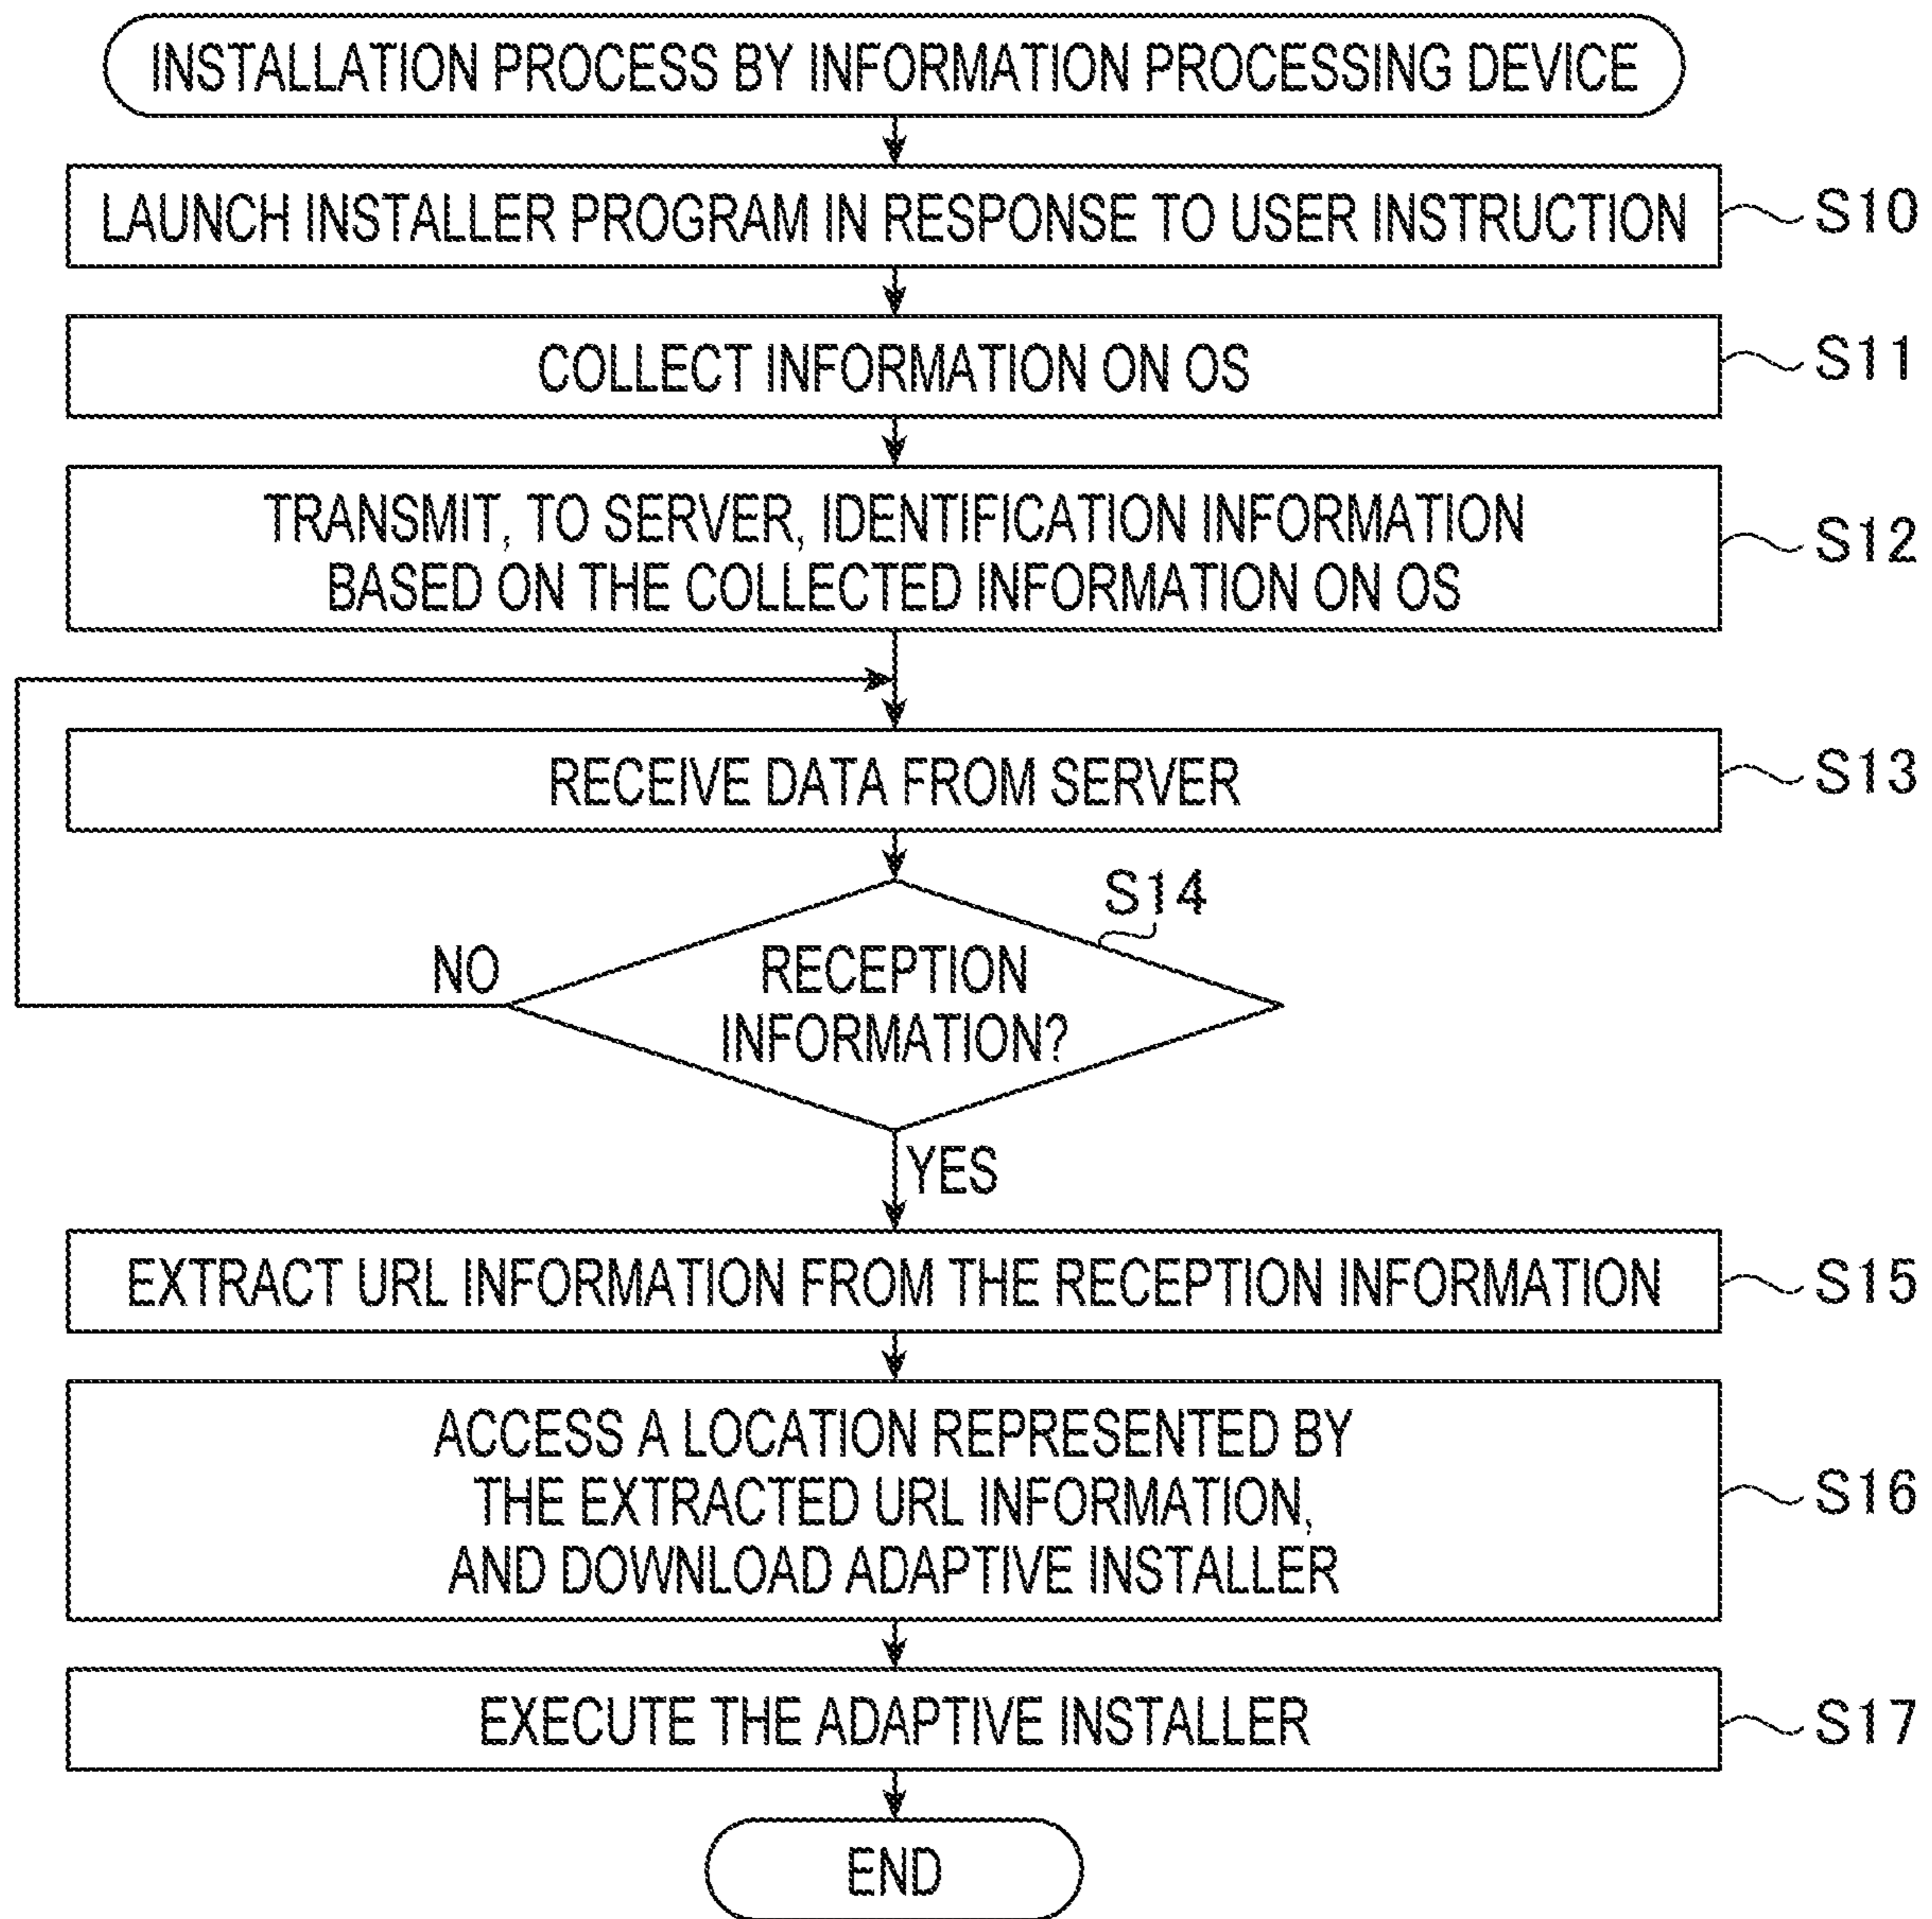 INSTALLATION PROCESS BY INFORMATION PROCESSING DEVICE
LAUNCH INSTALLER PROGRAM IN RESPONSE TO USER INSTRUCTION
S10
COLLECT INFORMATION ON OS
S11
TRANSMIT, TO SERVER, IDENTIFICATION INFORMATION
BASED ON THE COLLECTED INFORMATION ON OS
S12
RECEIVE DATA FROM SERVER
S13
S14
NO
RECEPTION
INFORMATION?
YES
EXTRACT URL INFORMATION FROM THE RECEPTION INFORMATION
S15
ACCESS A LOCATION REPRESENTED BY
THE EXTRACTED URL INFORMATION,
AND DOWNLOAD ADAPTIVE INSTALLER
S16
EXECUTE THE ADAPTIVE INSTALLER
S17
END